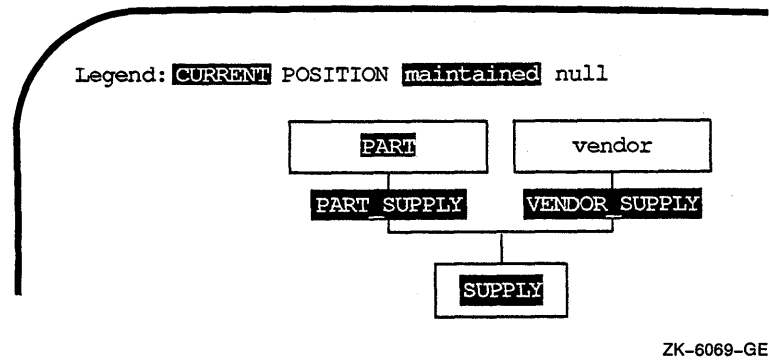 Legend: CURRENT POSITION maintained null
PART vendor
PART_SUPPLY VENDOR_SUPPLY
SUPPLY
ZK-6069-GE